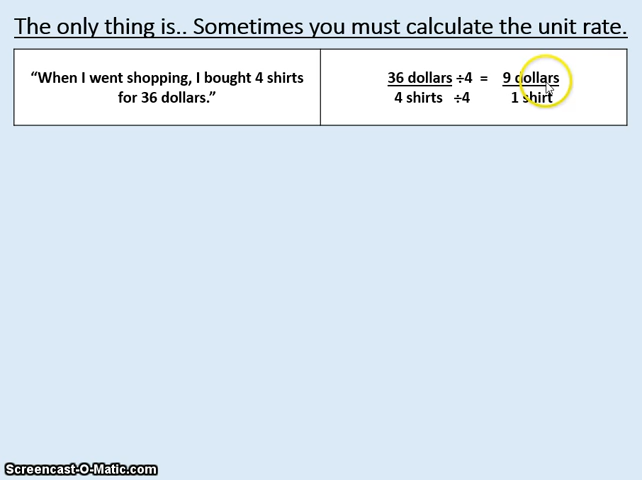 The only thing is.. Sometimes you must calculate the unit rate.
“When I went shopping, I bought 4 shirts
for 36 dollars.”
36 dollars ÷4 = 9 dollars
4 shirts ÷4 1 shirt
Screencast-O-Matic.com